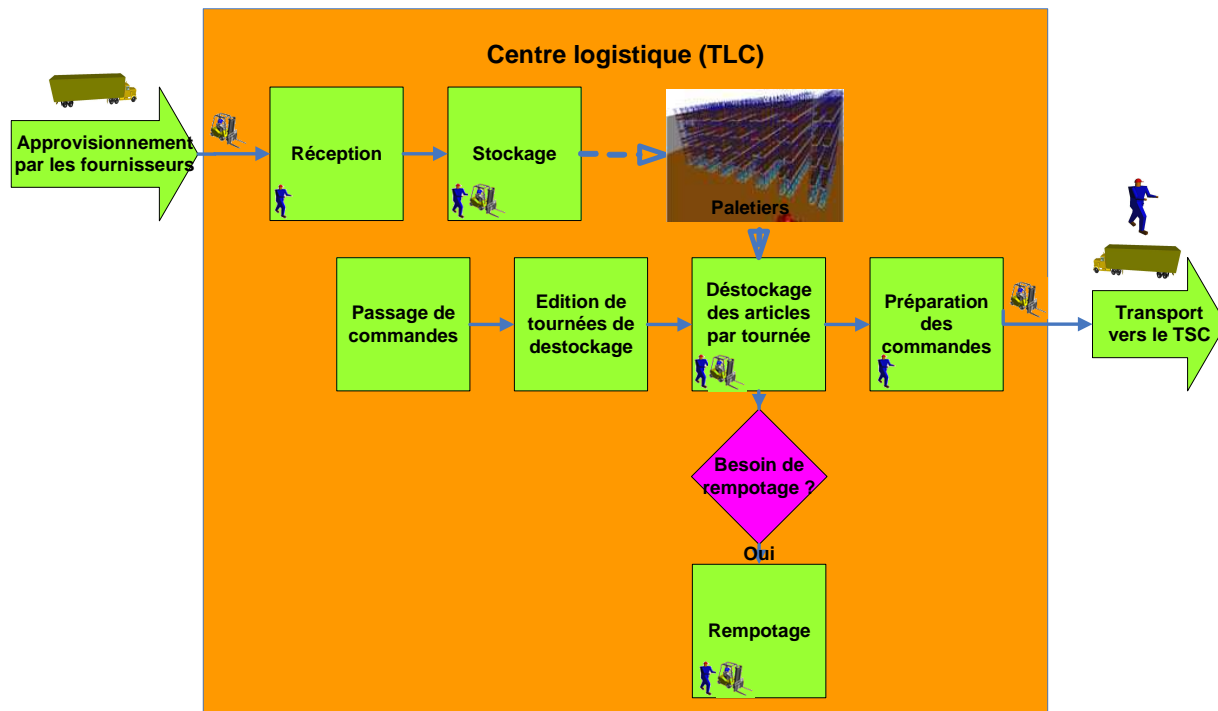 Centre logistique (TLC)
Approvisionnement
par les fournisseurs
Réception
Stockage
Paletiers
Passage de
commandes
Edition de
tournées de
destockage
Déstockage
des articles
par tournée
Préparation
des
commandes
Transport
vers le TSC
Besoin de
rempotage ?
Oui
Rempotage